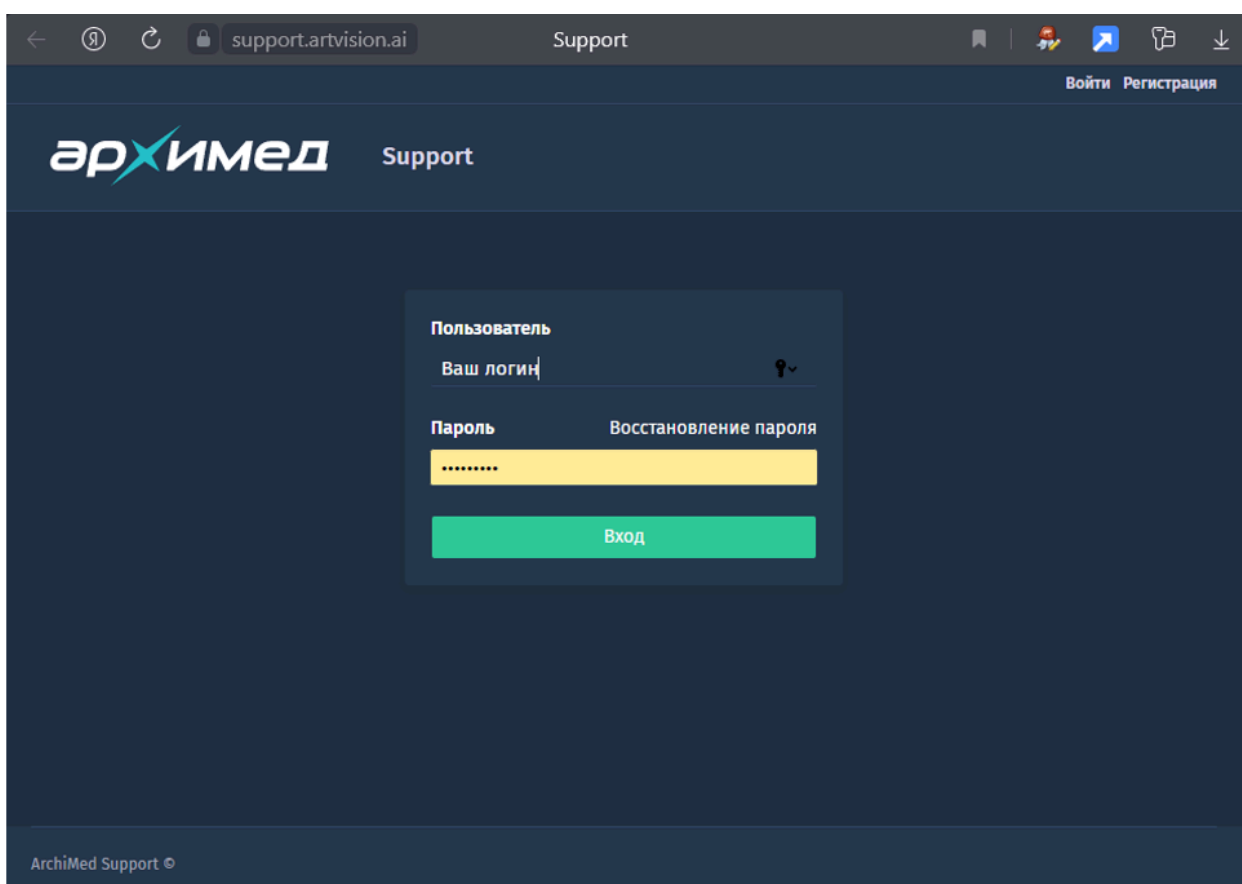 support.artvision.ai Support
Войти Регистрация
архимед Support
Пользователь
Ваш логин
Пароль Восстановление пароля
•••••••••
Вход
ArchiMed Support ©